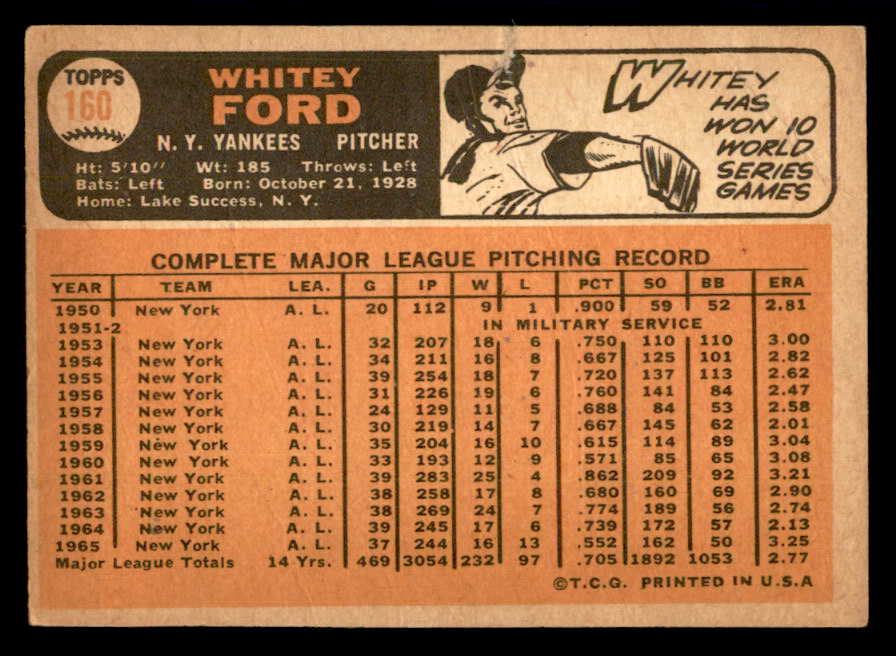 TOPPS
160
WHITEY
FORD
N. Y. YANKEES PITCHER
Ht: 5'10" Wt: 185 Throws: Left
Bats: Left Born: October 21, 1928
Home: Lake Success, N. Y.
WHITEY
HAS
WON 10
WORLD
SERIES
GAMES
COMPLETE MAJOR LEAGUE PITCHING RECORD
YEAR TEAM LEA. G IP W L PCT SO BB ERA
1950 New York A. L. 20 112 9 1 .900 59 52 2.81
1951-2 IN MILITARY SERVICE
1953 New York A. L. 32 207 18 6 .750 110 110 3.00
1954 New York A. L. 34 211 16 8 .667 125 101 2.82
1955 New York A. L. 39 254 18 7 .720 137 113 2.62
1956 New York A. L. 31 226 19 6 .760 141 84 2.47
1957 New York A. L. 24 129 11 5 .688 84 53 2.58
1958 New York A. L. 30 219 14 7 .667 145 62 2.01
1959 New York A. L. 35 204 16 10 .615 114 89 3.04
1960 New York A. L. 33 193 12 9 .571 85 65 3.08
1961 New York A. L. 39 283 25 4 .862 209 92 3.21
1962 New York A. L. 38 258 17 8 .680 160 69 2.90
1963 New York A. L. 38 269 24 7 .774 189 56 2.74
1964 New York A. L. 39 245 17 6 .739 172 57 2.13
1965 New York A. L. 37 244 16 13 .552 162 50 3.25
Major League Totals 14 Yrs. 469 3054 232 97 .705 1892 1053 2.77
©T.C.G. PRINTED IN U.S.A